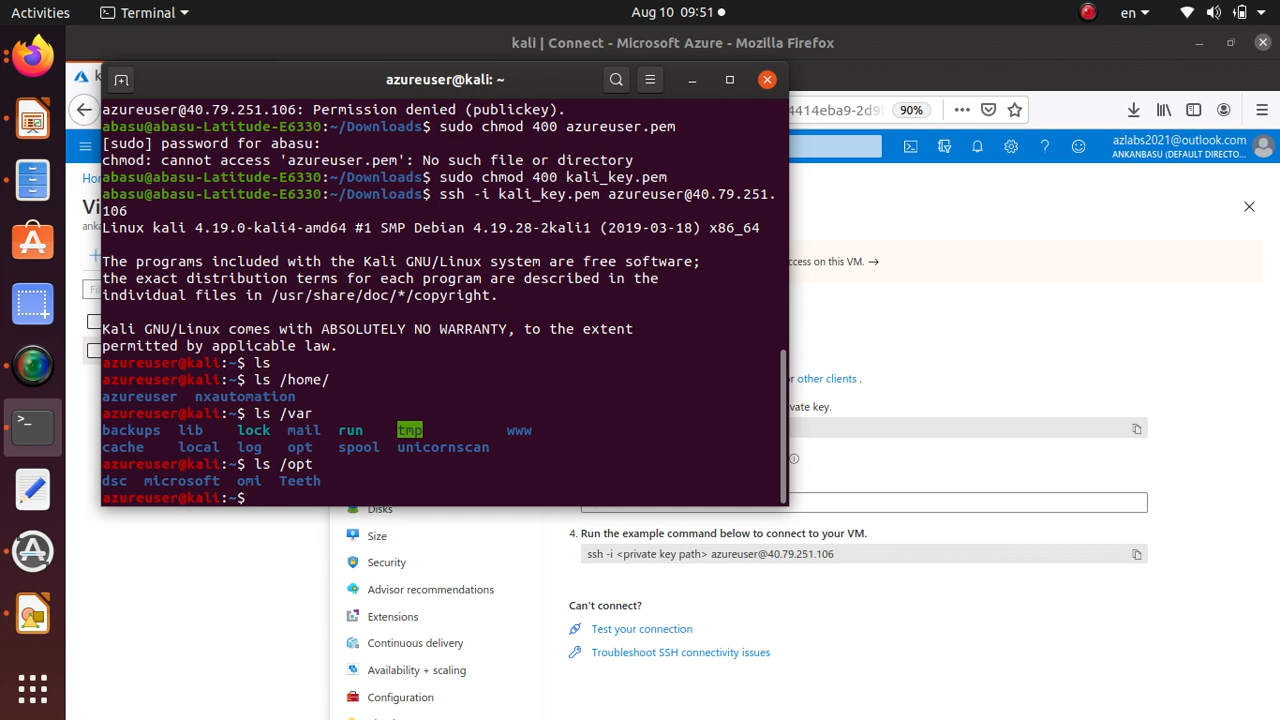 Activities
Terminal
Aug 10 09:51
en
kali | Connect - Microsoft Azure - Mozilla Firefox
azureuser@kali: ~
4414eba9-2d9
90%
azlabs2021@outlook.com
ANKANBASU (DEFAULT DIRECTO...
azureuser@40.79.251.106: Permission denied (publickey).
abasu@abasu-Latitude-E6330:~/Downloads$ sudo chmod 400 azureuser.pem
[sudo] password for abasu:
chmod: cannot access 'azureuser.pem': No such file or directory
abasu@abasu-Latitude-E6330:~/Downloads$ sudo chmod 400 kali_key.pem
abasu@abasu-Latitude-E6330:~/Downloads$ ssh -i kali_key.pem azureuser@40.79.251.
106
Linux kali 4.19.0-kali4-amd64 #1 SMP Debian 4.19.28-2kali1 (2019-03-18) x86_64
The programs included with the Kali GNU/Linux system are free software;
the exact distribution terms for each program are described in the
individual files in /usr/share/doc/*/copyright.
Kali GNU/Linux comes with ABSOLUTELY NO WARRANTY, to the extent
permitted by applicable law.
azureuser@kali:~$ ls
azureuser@kali:~$ ls /home/
azureuser nxautomation
azureuser@kali:~$ ls /var
backups lib lock mail run tmp www
cache local log opt spool unicornscan
azureuser@kali:~$ ls /opt
dsc microsoft omi Teeth
azureuser@kali:~$
ccess on this VM. →
or other clients .
vate key.
Disks
Size
Security
Advisor recommendations
Extensions
Continuous delivery
Availability + scaling
Configuration
4. Run the example command below to connect to your VM.
ssh -i <private key path> azureuser@40.79.251.106
Can't connect?
Test your connection
Troubleshoot SSH connectivity issues